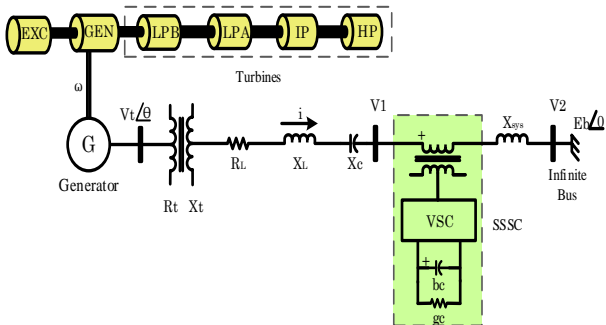 EXC GEN LPB LPA IP HP
Turbines
ω
Vt∠θ
i
V1
Xsys
V2
Eb∠0
+
G
RL
XL
Xc
Generator
Rt Xt
Infinite
Bus
VSC
SSSC
+
bc
gc